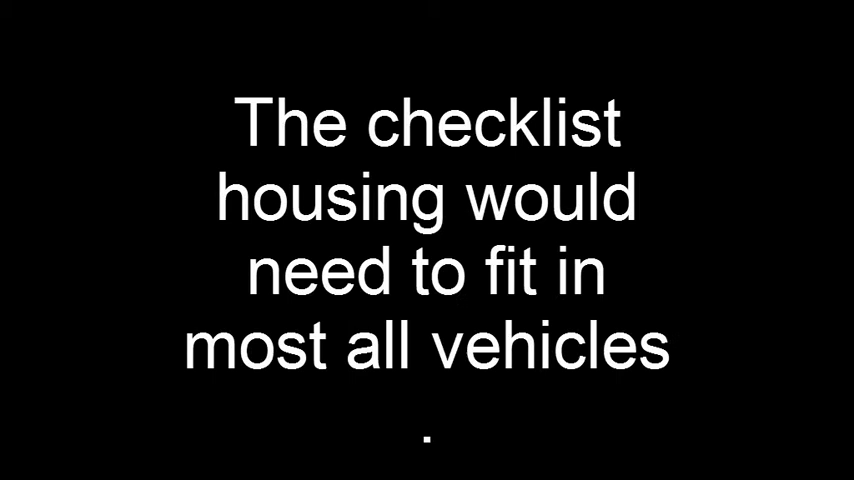 The checklist
housing would
need to fit in
most all vehicles
.